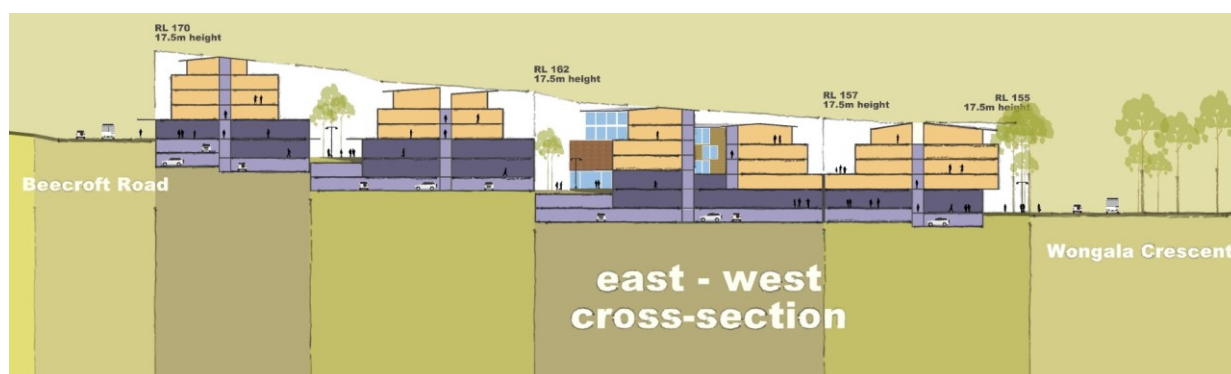 RL 170
17.5m height
RL 162
17.5m height
RL 157
17.5m height
RL 155
17.5m height
Beecroft Road
Wongala Crescent
east - west
cross-section